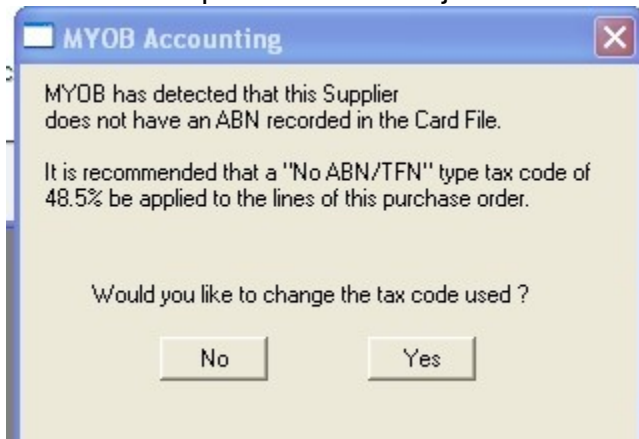 MYOB Accounting
MYOB has detected that this Supplier
does not have an ABN recorded in the Card File.
It is recommended that a "No ABN/TFN" type tax code of
48.5% be applied to the lines of this purchase order.
Would you like to change the tax code used ?
No
Yes